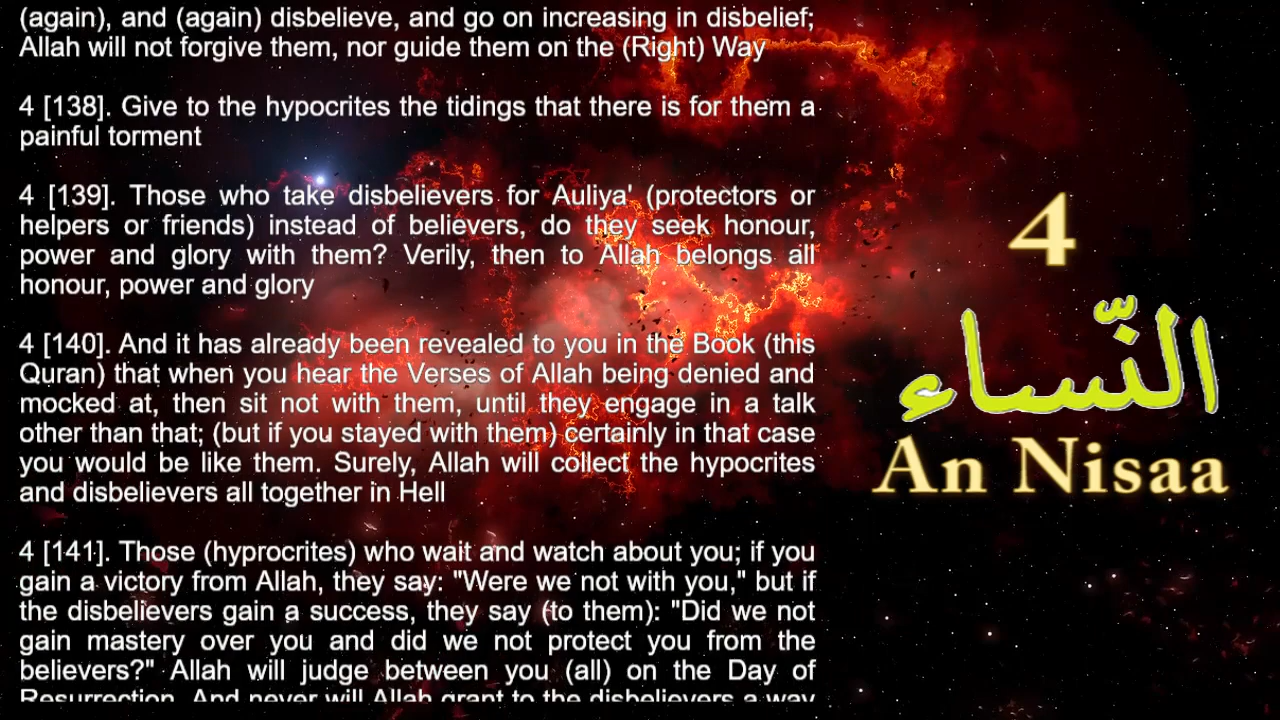 (again), and (again) disbelieve, and go on increasing in disbelief;
Allah will not forgive them, nor guide them on the (Right) Way
4 [138]. Give to the hypocrites the tidings that there is for them a
painful torment
4 [139]. Those who take disbelievers for Auliya' (protectors or
helpers or friends) instead of believers, do they seek honour,
power and glory with them? Verily, then to Allah belongs all
honour, power and glory
4 [140]. And it has already been revealed to you in the Book (this
Quran) that when you hear the Verses of Allah being denied and
mocked at, then sit not with them, until they engage in a talk
other than that; (but if you stayed with them) certainly in that case
you would be like them. Surely, Allah will collect the hypocrites
and disbelievers all together in Hell
4 [141]. Those (hyprocrites) who wait and watch about you; if you
gain a victory from Allah, they say: "Were we not with you," but if
the disbelievers gain a success, they say (to them): "Did we not
gain mastery over you and did we not protect you from the
believers?" Allah will judge between you (all) on the Day of
Resurrection. And never will Allah grant to the disbelievers a way
4
النّساء
An Nisaa